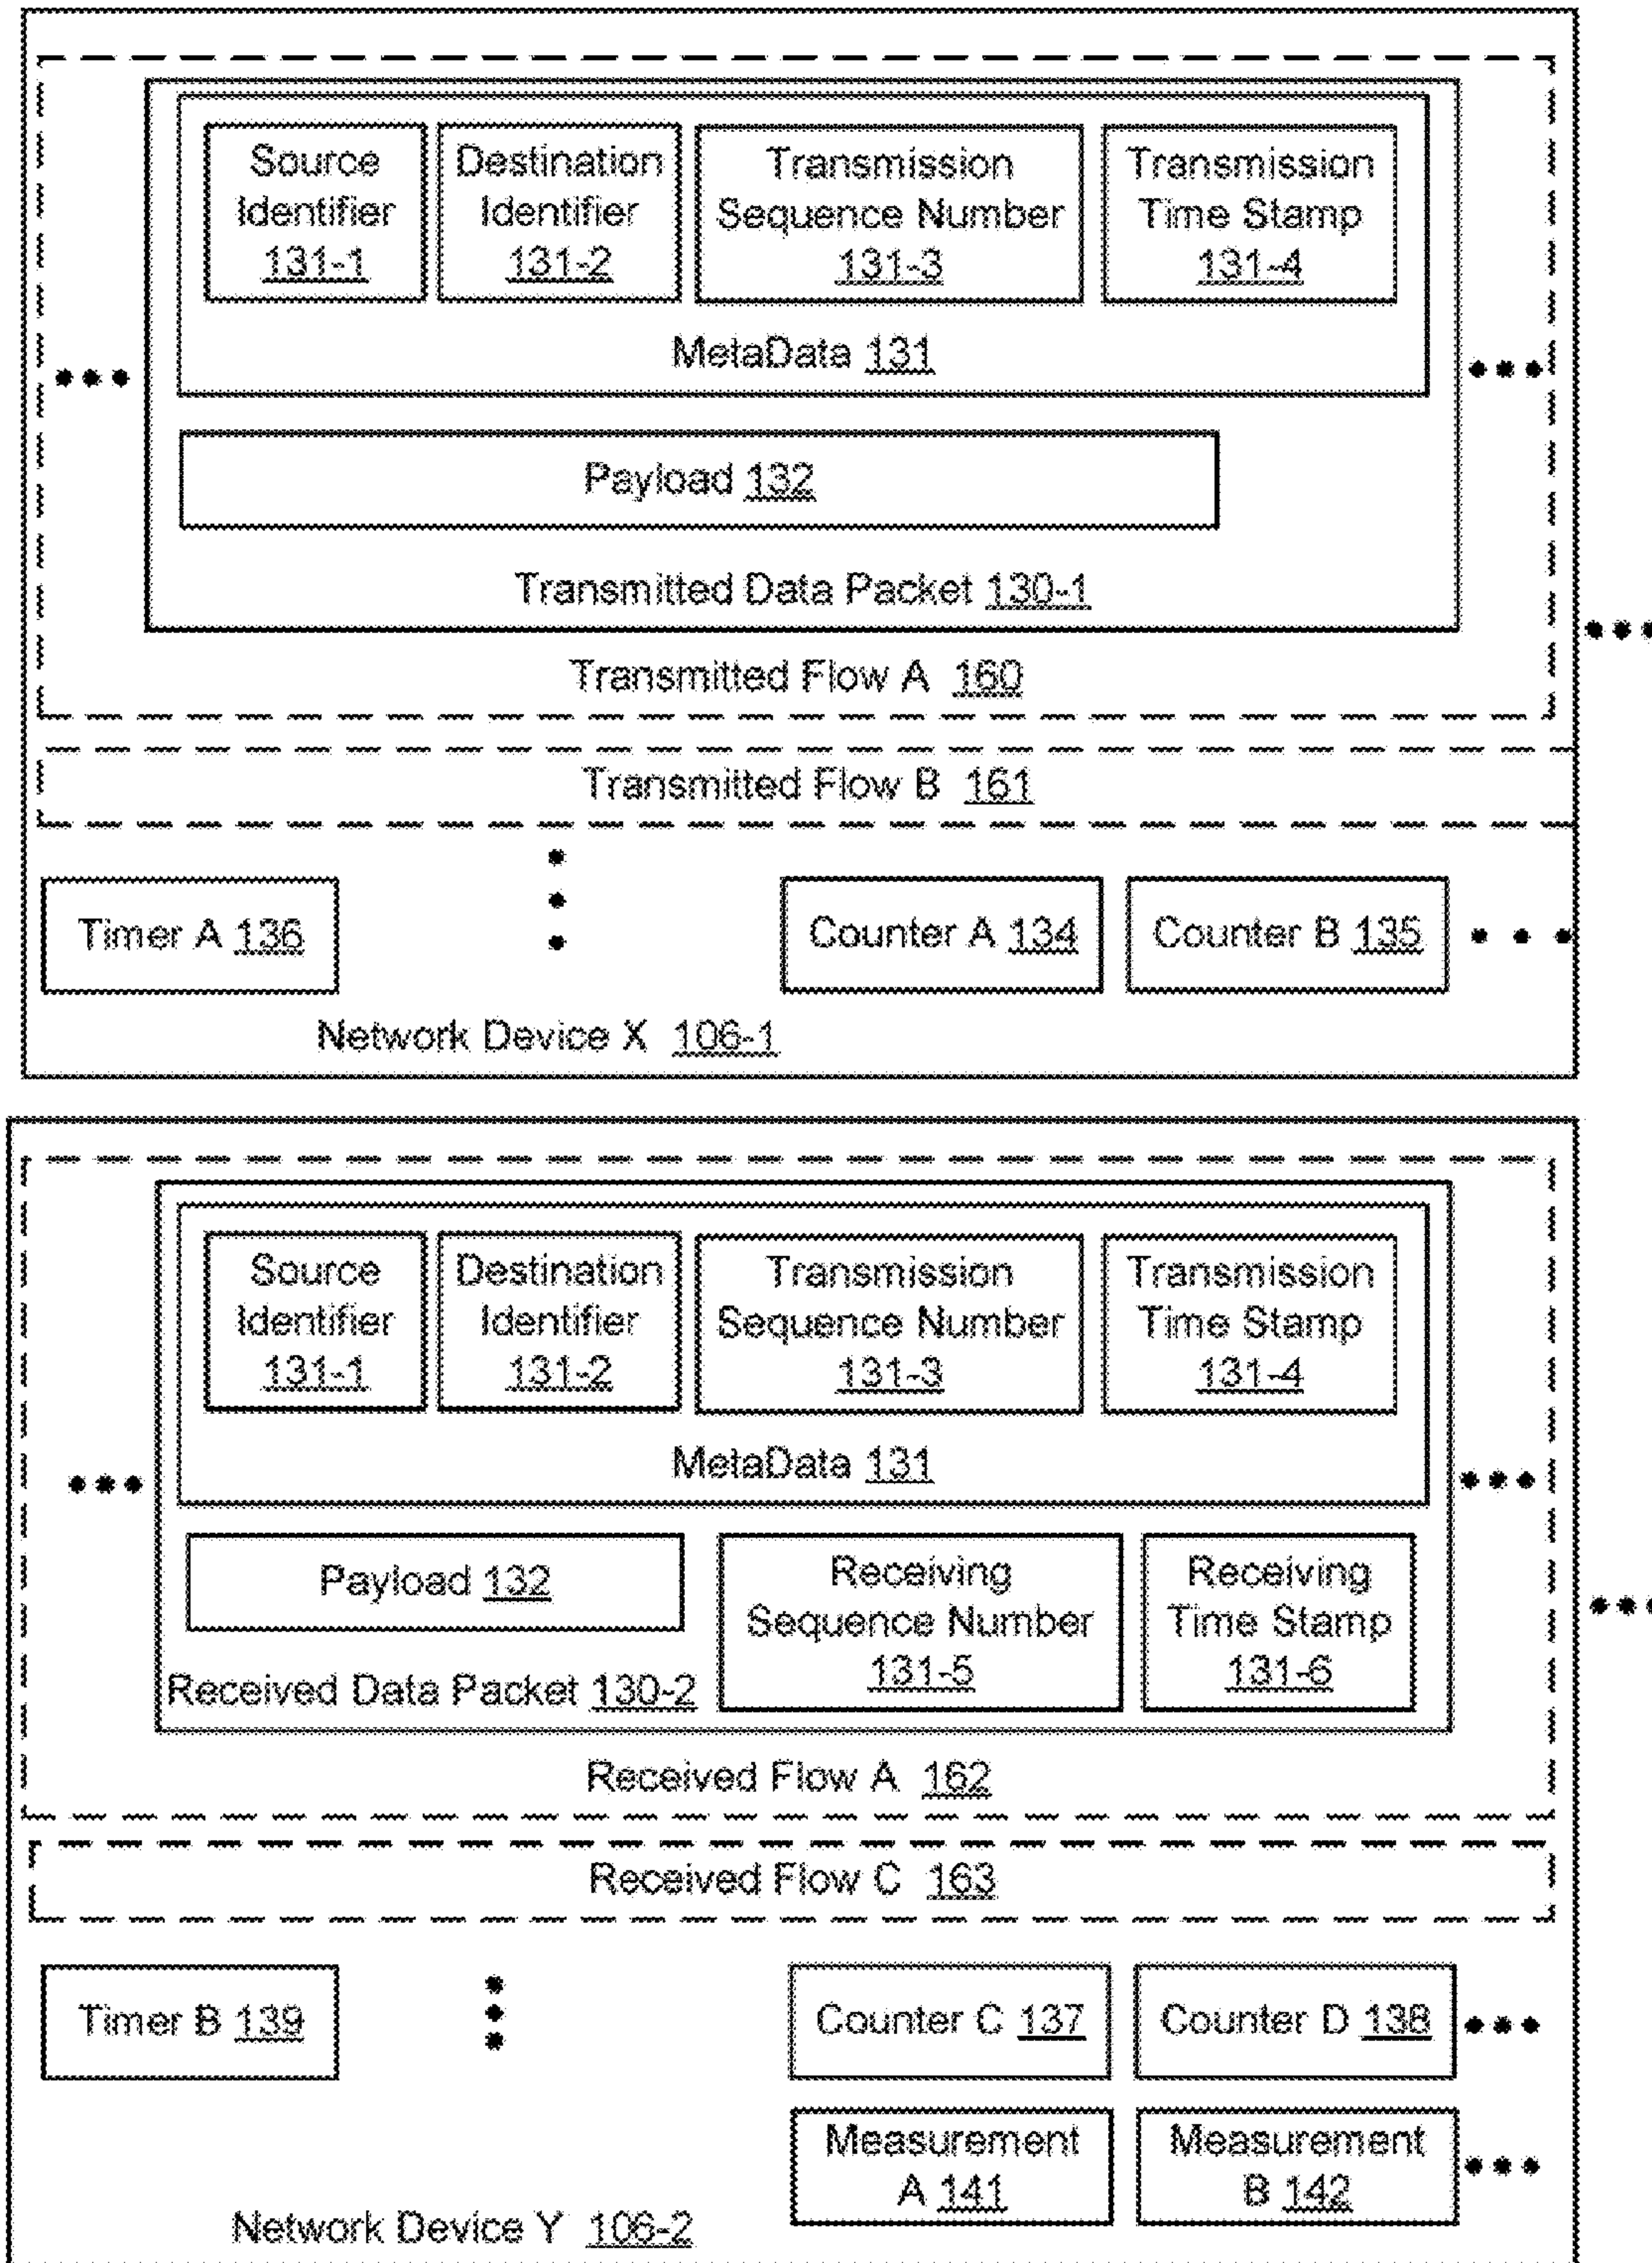 Source
Identifier
131-1
Destination
Identifier
131-2
Transmission
Sequence Number
131-3
Transmission
Time Stamp
131-4
MetaData 131
Payload 132
Transmitted Data Packet 130-1
Transmitted Flow A 160
Transmitted Flow B 161
Timer A 136
Counter A 134
Counter B 135
Network Device X 106-1
Source
Identifier
131-1
Destination
Identifier
131-2
Transmission
Sequence Number
131-3
Transmission
Time Stamp
131-4
MetaData 131
Payload 132
Receiving
Sequence Number
131-5
Receiving
Time Stamp
131-6
Received Data Packet 130-2
Received Flow A 162
Received Flow C 163
Timer B 139
Counter C 137
Counter D 138
Measurement
A 141
Measurement
B 142
Network Device Y 106-2